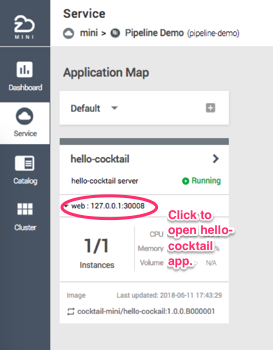 Service
mini > Pipeline Demo (pipeline-demo)
MINI
Dashboard
Service
Catalog
Cluster
Application Map
Default
hello-cocktail
hello-cocktail server
Running
web : 127.0.0.1:30008
Click to
open hello-
cocktail
app.
1/1
Instances
CPU
Memory
Volume
N/A
Image
Last updated: 2018-06-11 17:43:29
cocktail-mini/hello-cockail:1.0.0.B000001